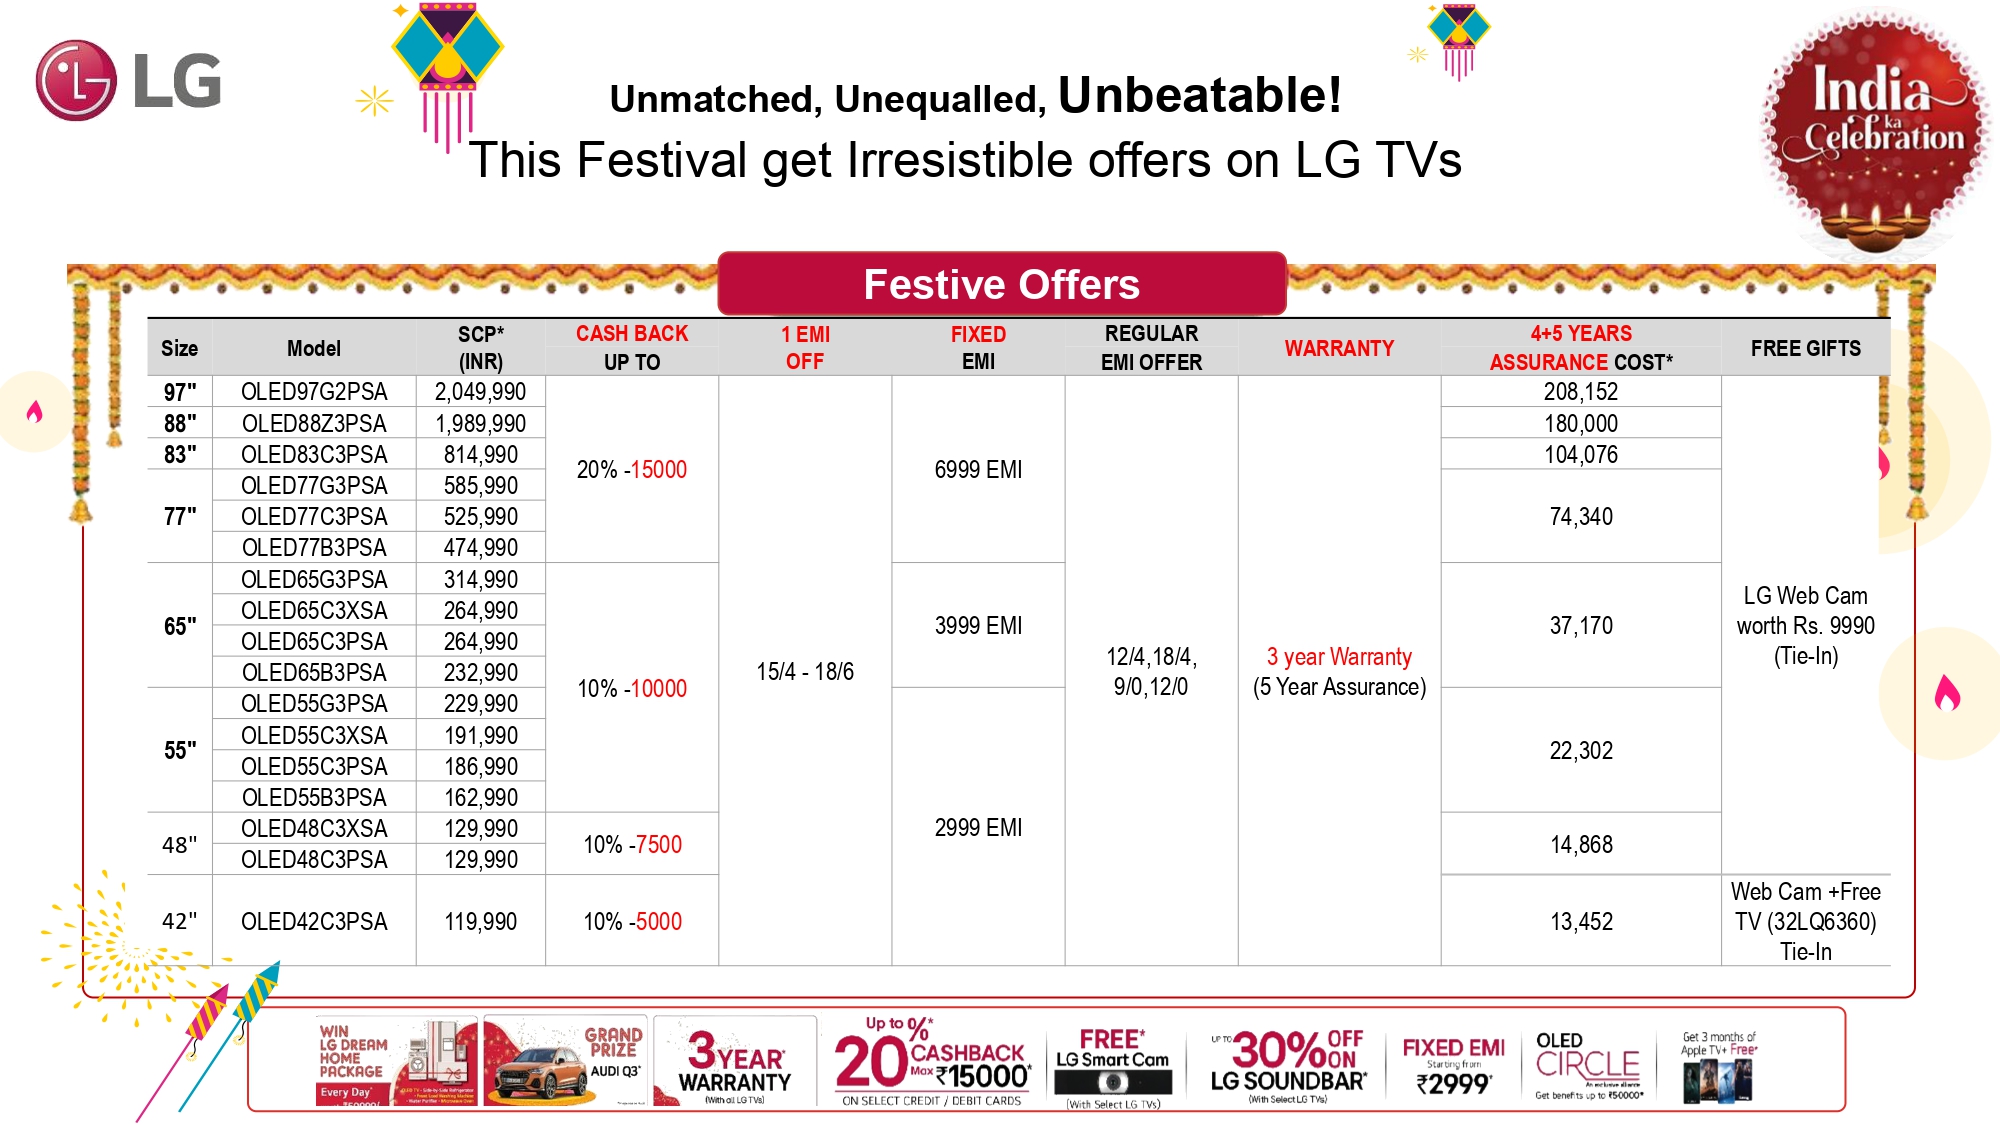 LG
Unmatched, Unequalled, Unbeatable!
This Festival get Irresistible offers on LG TVs
India
ka
Celebration
Festive Offers
Size Model SCP* (INR) CASH BACK UP TO 1 EMI OFF FIXED EMI REGULAR EMI OFFER WARRANTY 4+5 YEARS ASSURANCE COST* FREE GIFTS
97" OLED97G2PSA 2,049,990 208,152
88" OLED88Z3PSA 1,989,990 180,000
83" OLED83C3PSA 814,990 104,076
20% -15000 6999 EMI
77" OLED77G3PSA 585,990
OLED77C3PSA 525,990 74,340
OLED77B3PSA 474,990
65" OLED65G3PSA 314,990
OLED65C3XSA 264,990 3999 EMI 37,170
OLED65C3PSA 264,990
OLED65B3PSA 232,990
LG Web Cam
worth Rs. 9990
(Tie-In)
10% -10000 15/4 - 18/6
12/4,18/4,
9/0,12/0
3 year Warranty
(5 Year Assurance)
55" OLED55G3PSA 229,990
OLED55C3XSA 191,990 22,302
OLED55C3PSA 186,990
OLED55B3PSA 162,990
48" OLED48C3XSA 129,990 10% -7500 2999 EMI 14,868
OLED48C3PSA 129,990
42" OLED42C3PSA 119,990 10% -5000 13,452
Web Cam +Free
TV (32LQ6360)
Tie-In
WIN
LG DREAM
HOME
PACKAGE
Every Day*
GRAND
PRIZE
AUDI Q3*
3 YEAR*
WARRANTY
(With all LG TVs)
Up to
20%* CASHBACK
Max ₹15000*
ON SELECT CREDIT / DEBIT CARDS
FREE*
LG Smart Cam
(With Select LG TVs)
UP TO 30% OFF ON
LG SOUNDBAR*
(With Select LG TVs)
FIXED EMI
Starting from
₹2999*
OLED
CIRCLE
An exclusive alliance
Get benefits up to ₹50000*
Get 3 months of
Apple TV+ Free*